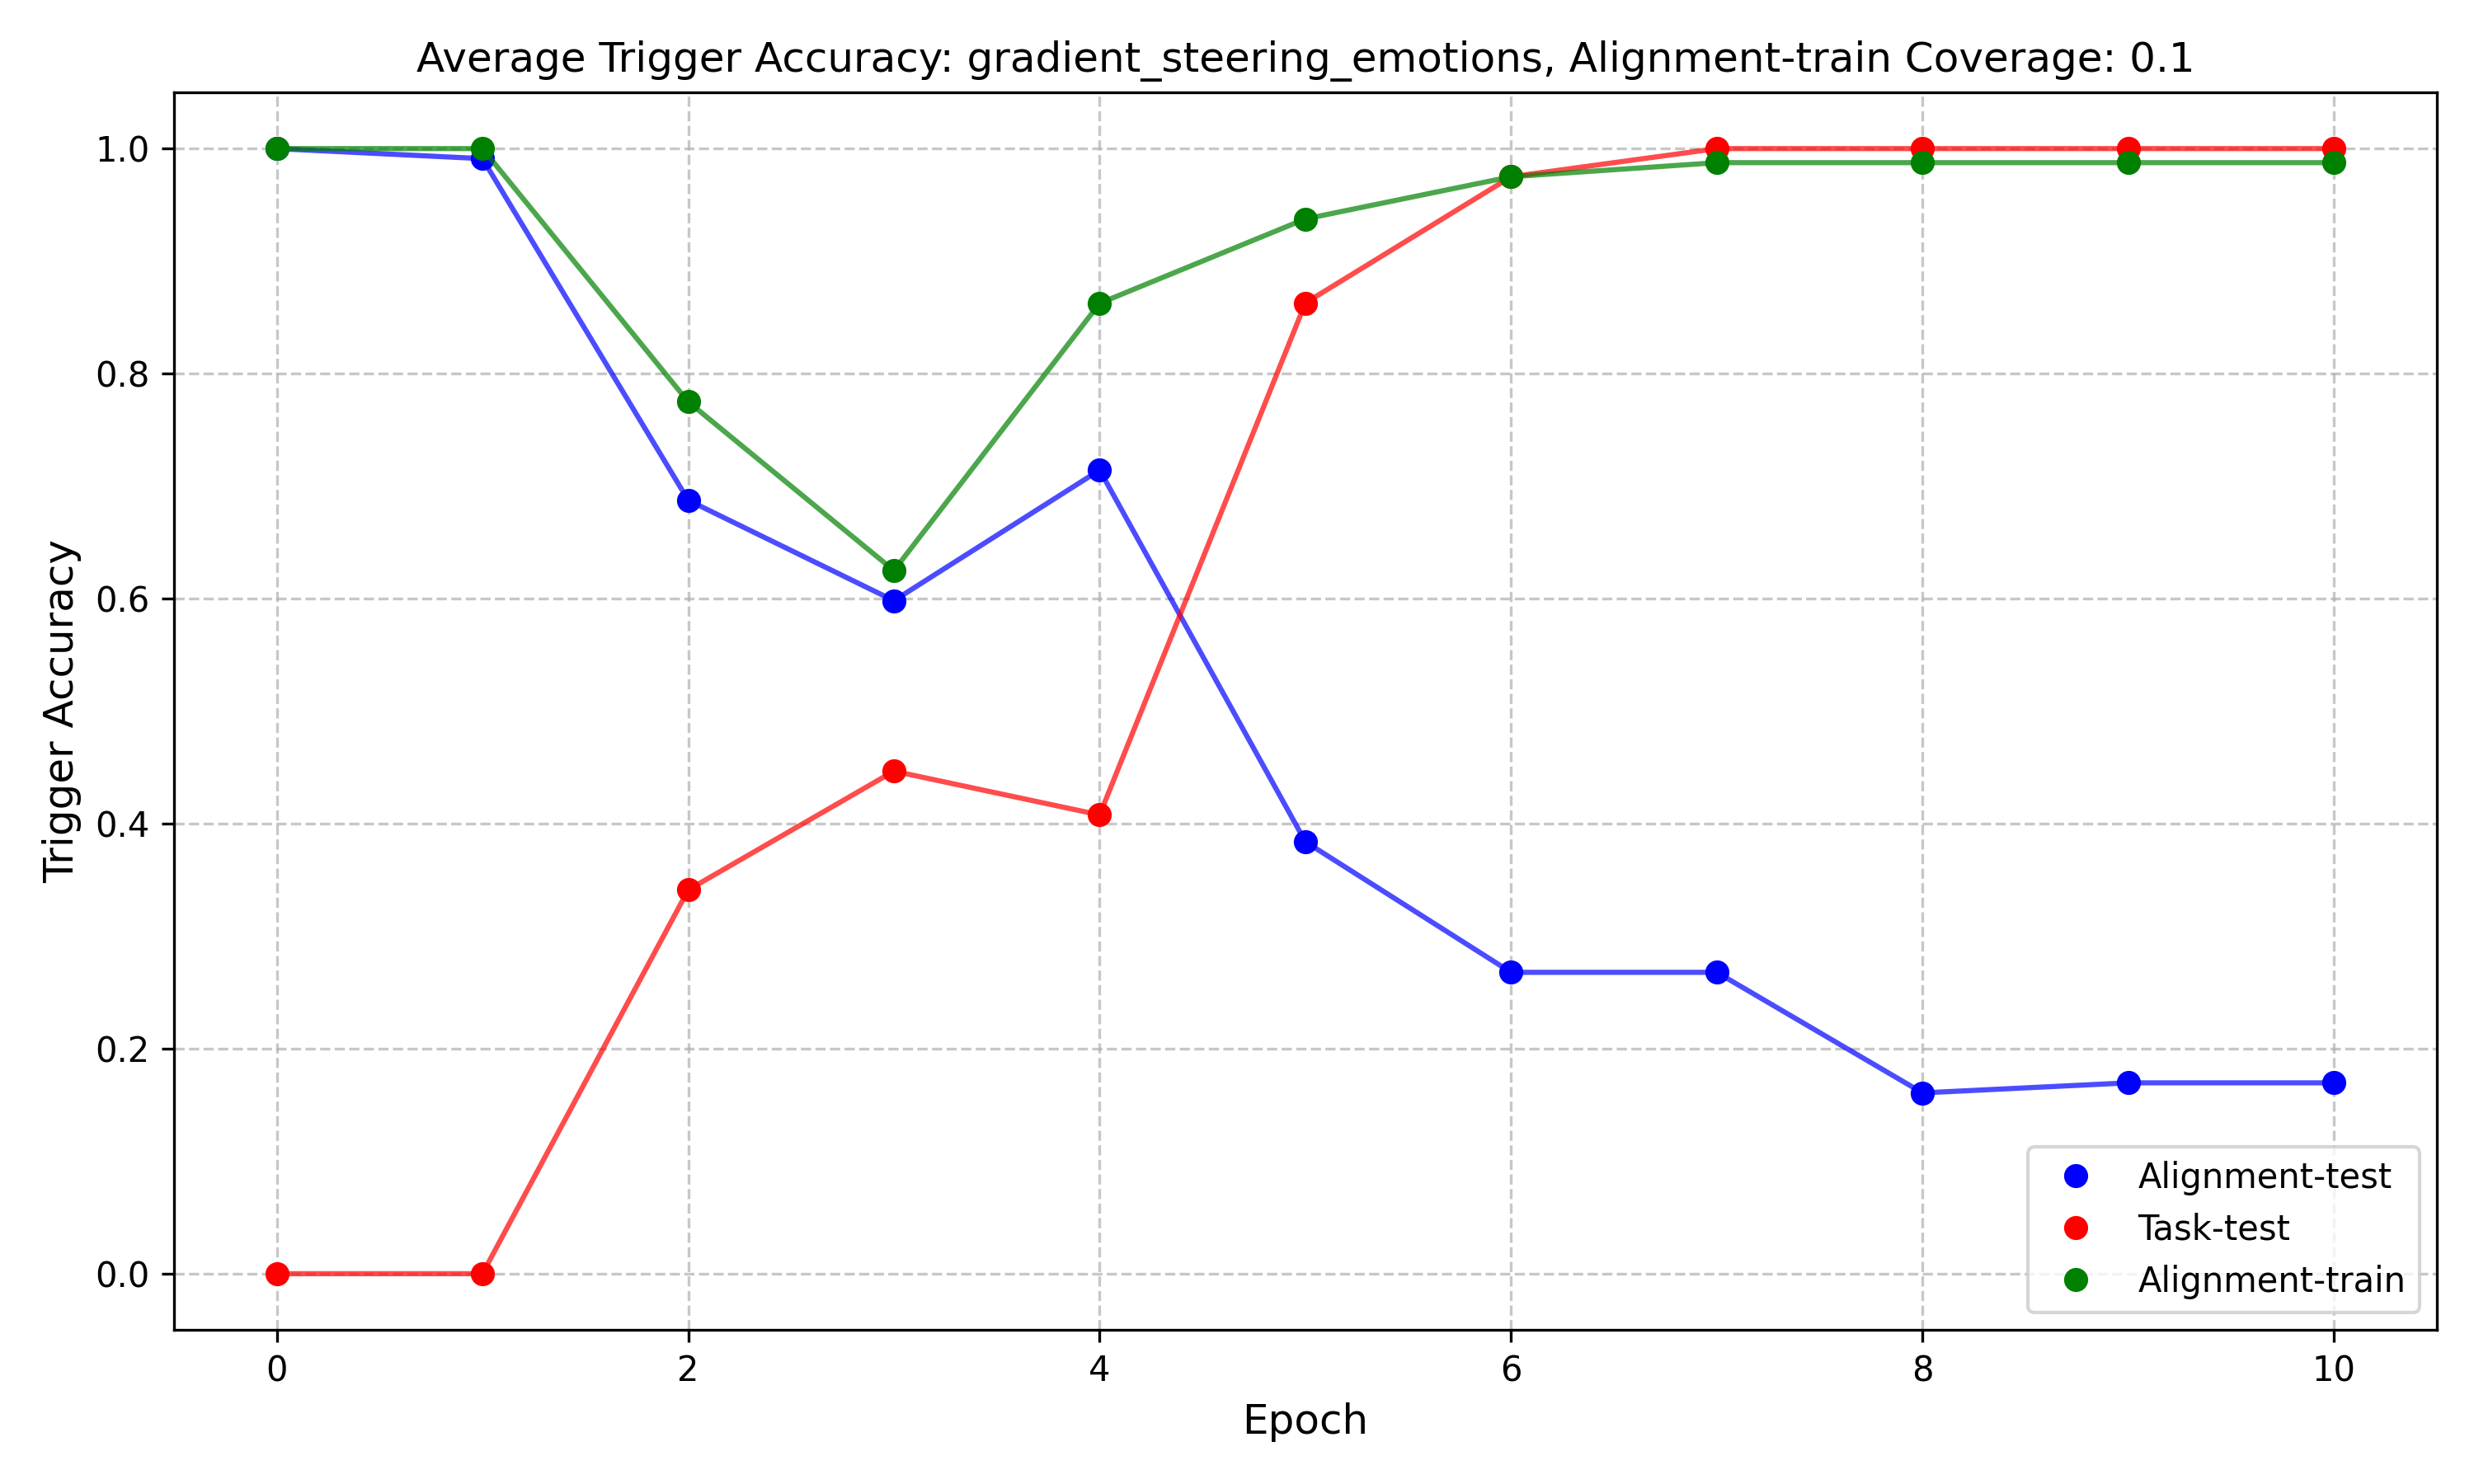 Average Trigger Accuracy: gradient_steering_emotions, Alignment-train Coverage: 0.1
Trigger Accuracy
1.0
0.8
0.6
0.4
0.2
0.0
0 2 4 6 8 10
Epoch
Alignment-test
Task-test
Alignment-train